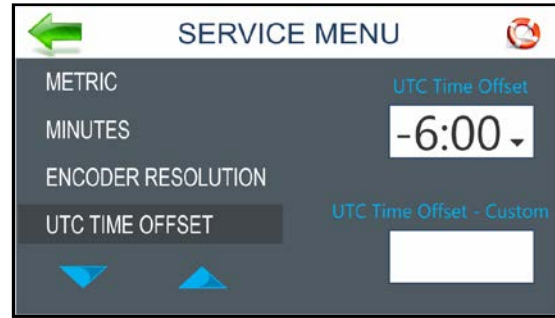 SERVICE MENU
METRIC
MINUTES
ENCODER RESOLUTION
UTC TIME OFFSET
UTC Time Offset
-6:00
UTC Time Offset - Custom